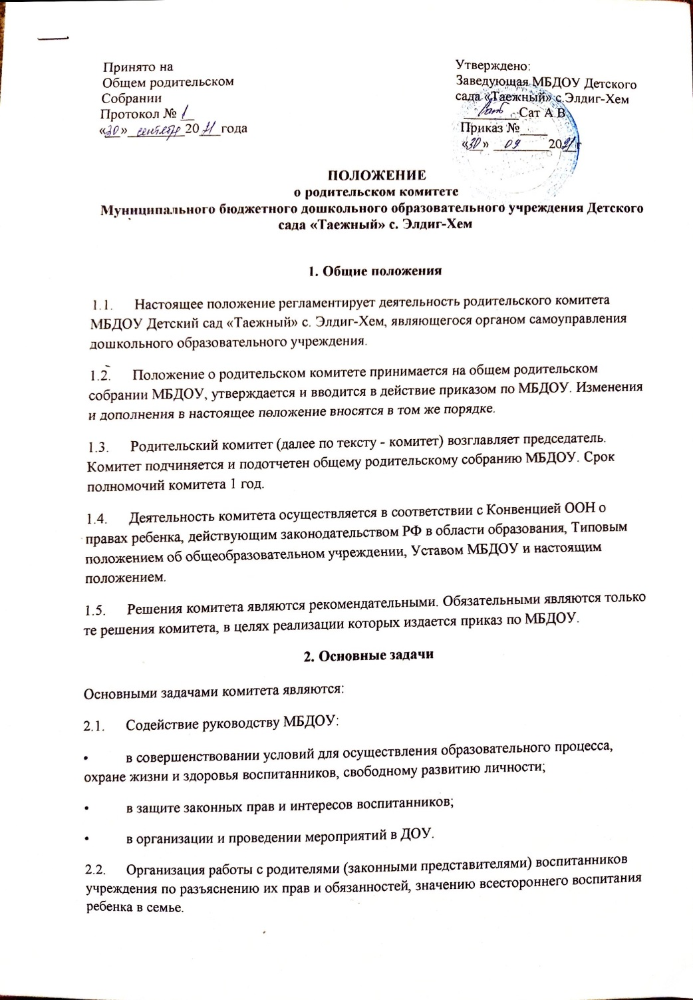 Принято на
Общем родительском
Собрании
Протокол № 1
«30» сентябр 20 21 года
Утверждено:
Заведующая МБДОУ Детского
сада «Таежный» с.Элдиг-Хем
________Сат А.В.
Приказ №____
«30» 09 2021г
ПОЛОЖЕНИЕ
о родительском комитете
Муниципального бюджетного дошкольного образовательного учреждения Детского
сада «Таежный» с. Элдиг-Хем
1. Общие положения
1.1. Настоящее положение регламентирует деятельность родительского комитета
МБДОУ Детский сад «Таежный» с. Элдиг-Хем, являющегося органом самоуправления
дошкольного образовательного учреждения.
1.2. Положение о родительском комитете принимается на общем родительском
собрании МБДОУ, утверждается и вводится в действие приказом по МБДОУ. Изменения
и дополнения в настоящее положение вносятся в том же порядке.
1.3. Родительский комитет (далее по тексту - комитет) возглавляет председатель.
Комитет подчиняется и подотчетен общему родительскому собранию МБДОУ. Срок
полномочий комитета 1 год.
1.4. Деятельность комитета осуществляется в соответствии с Конвенцией ООН о
правах ребенка, действующим законодательством РФ в области образования, Типовым
положением об общеобразовательном учреждении, Уставом МБДОУ и настоящим
положением.
1.5. Решения комитета являются рекомендательными. Обязательными являются только
те решения комитета, в целях реализации которых издается приказ по МБДОУ.
2. Основные задачи
Основными задачами комитета являются:
2.1. Содействие руководству МБДОУ:
• в совершенствовании условий для осуществления образовательного процесса,
охране жизни и здоровья воспитанников, свободному развитию личности;
• в защите законных прав и интересов воспитанников;
• в организации и проведении мероприятий в ДОУ.
2.2. Организация работы с родителями (законными представителями) воспитанников
учреждения по разъяснению их прав и обязанностей, значению всестороннего воспитания
ребенка в семье.